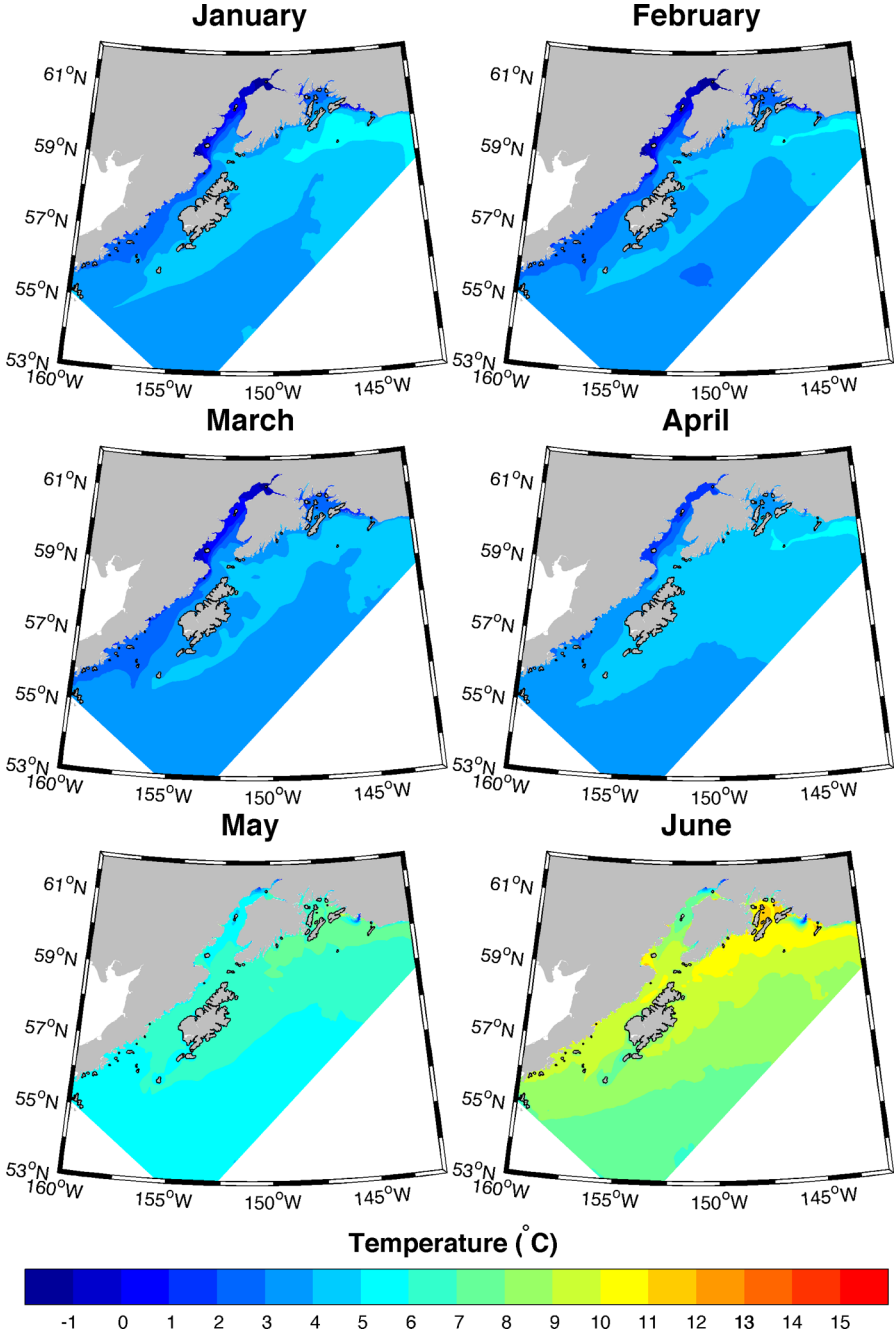 January
February
61°N
59°N
57°N
55°N
53°N
160°W
155°W
150°W
145°W
61°N
59°N
57°N
55°N
53°N
160°W
155°W
150°W
145°W
March
April
61°N
59°N
57°N
55°N
53°N
160°W
155°W
150°W
145°W
61°N
59°N
57°N
55°N
53°N
160°W
155°W
150°W
145°W
May
June
61°N
59°N
57°N
55°N
53°N
160°W
155°W
150°W
145°W
61°N
59°N
57°N
55°N
53°N
160°W
155°W
150°W
145°W
Temperature (°C)
-1 0 1 2 3 4 5 6 7 8 9 10 11 12 13 14 15